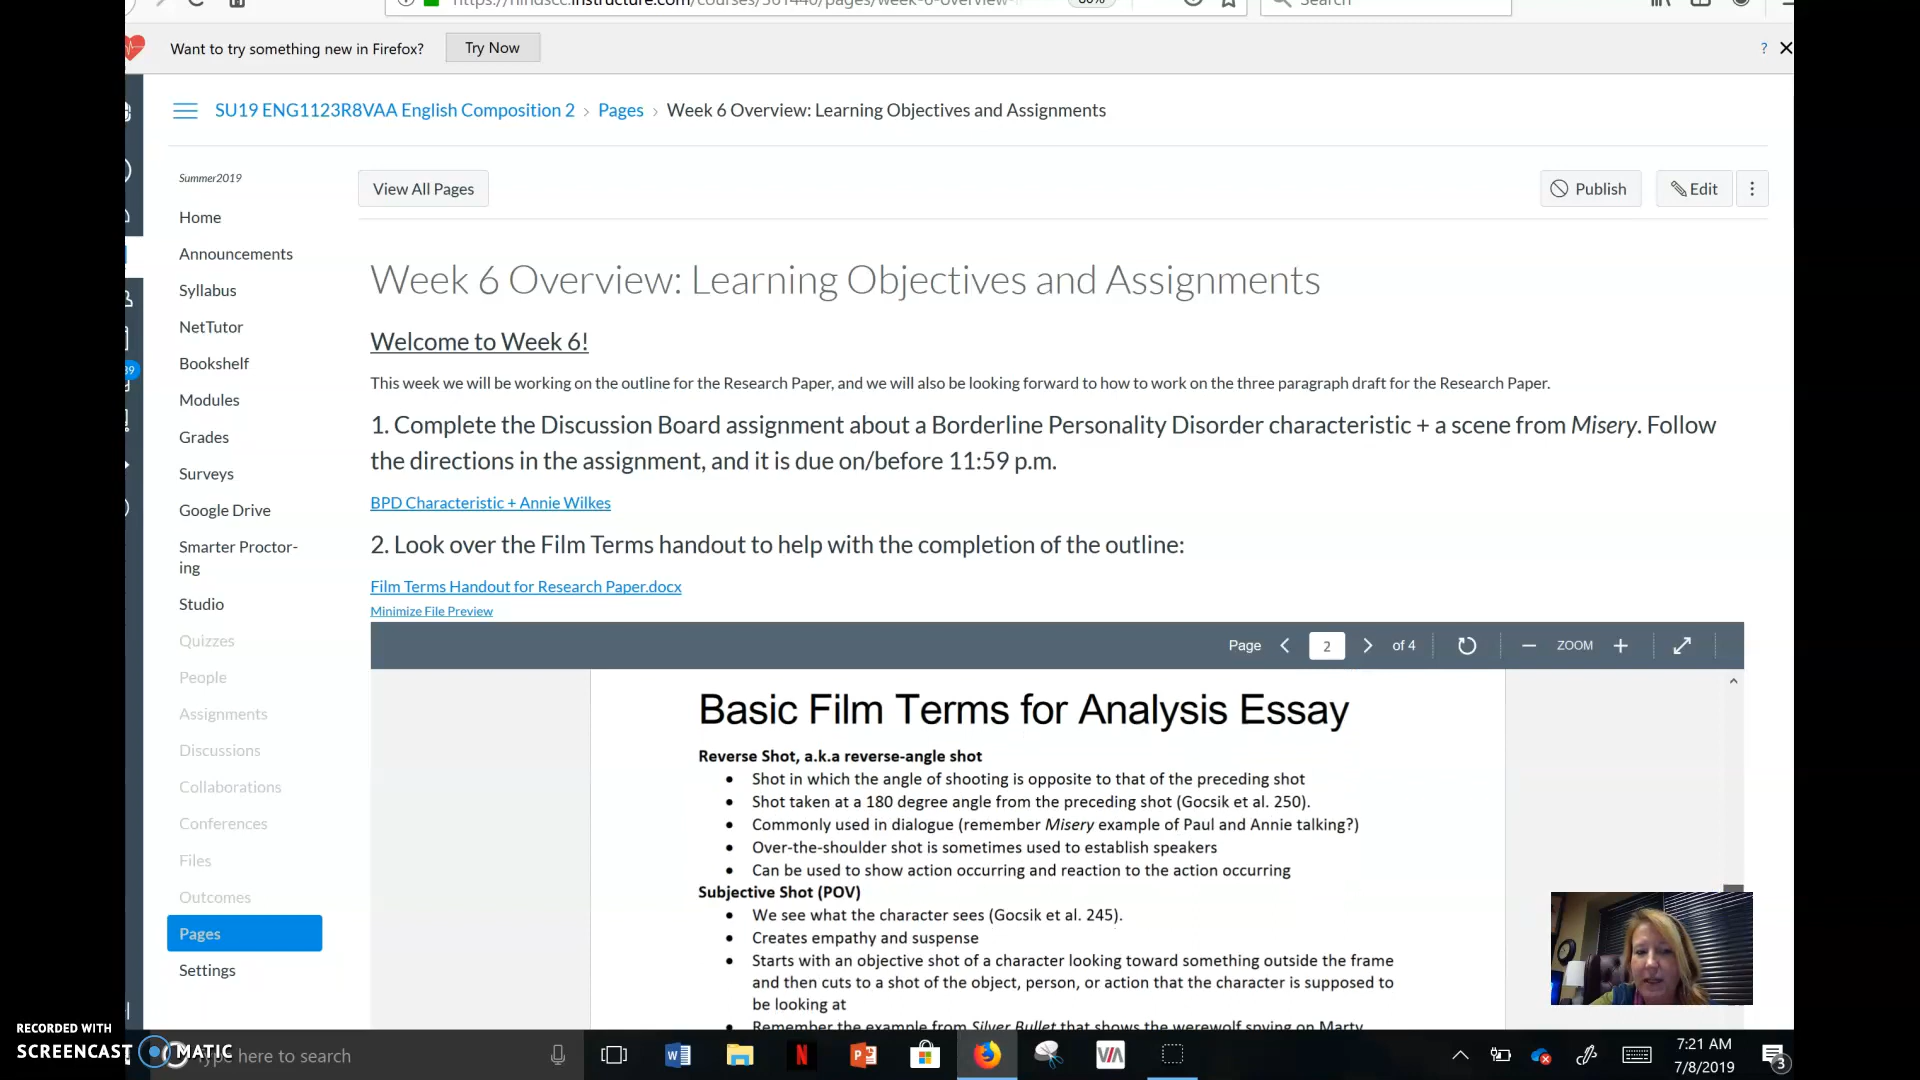 Search
Want to try something new in Firefox?
Try Now
?
SU19 ENG1123R8VAA English Composition 2 › Pages › Week 6 Overview: Learning Objectives and Assignments
Summer2019
Home
Announcements
Syllabus
NetTutor
Bookshelf
Modules
Grades
Surveys
Google Drive
Smarter Proctor-
ing
Studio
Quizzes
People
Assignments
Discussions
Collaborations
Conferences
Files
Outcomes
Pages
Settings
View All Pages
Publish
Edit
Week 6 Overview: Learning Objectives and Assignments
Welcome to Week 6!
This week we will be working on the outline for the Research Paper, and we will also be looking forward to how to work on the three paragraph draft for the Research Paper.
1. Complete the Discussion Board assignment about a Borderline Personality Disorder characteristic + a scene from Misery. Follow
the directions in the assignment, and it is due on/before 11:59 p.m.
BPD Characteristic + Annie Wilkes
2. Look over the Film Terms handout to help with the completion of the outline:
Film Terms Handout for Research Paper.docx
Minimize File Preview
Page 2 of 4 ZOOM
Basic Film Terms for Analysis Essay
Reverse Shot, a.k.a reverse-angle shot
• Shot in which the angle of shooting is opposite to that of the preceding shot
• Shot taken at a 180 degree angle from the preceding shot (Gocsik et al. 250).
• Commonly used in dialogue (remember Misery example of Paul and Annie talking?)
• Over-the-shoulder shot is sometimes used to establish speakers
• Can be used to show action occurring and reaction to the action occurring
Subjective Shot (POV)
• We see what the character sees (Gocsik et al. 245).
• Creates empathy and suspense
• Starts with an objective shot of a character looking toward something outside the frame
and then cuts to a shot of the object, person, or action that the character is supposed to
be looking at
• Remember the example from Silver Bullet that shows the werewolf spying on Marty
RECORDED WITH
SCREENCAST MATIC
here to search
7:21 AM
7/8/2019
3